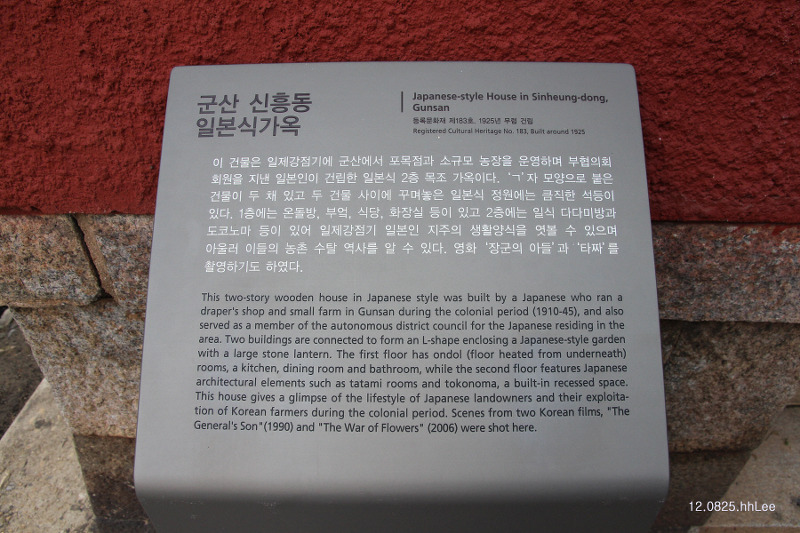 군산 신흥동
일본식가옥
Japanese-style House in Sinheung-dong,
Gunsan
등록문화재 제183호, 1925년 무렵 건립
Registered Cultural Heritage No. 183, Built around 1925
이 건물은 일제강점기에 군산에서 포목점과 소규모 농장을 운영하며 부협의회
회원을 지낸 일본인이 건립한 일본식 2층 목조 가옥이다. 'ㄱ'자 모양으로 붙은
건물이 두 채 있고 두 건물 사이에 꾸며놓은 일본식 정원에는 큼직한 석등이
있다. 1층에는 온돌방, 부엌, 식당, 화장실 등이 있고 2층에는 일식 다다미방과
도코노마 등이 있어 일제강점기 일본인 지주의 생활양식을 엿볼 수 있으며
아울러 이들의 농촌 수탈 역사를 알 수 있다. 영화 '장군의 아들'과 '타짜'를
촬영하기도 하였다.
This two-story wooden house in Japanese style was built by a Japanese who ran a
draper's shop and small farm in Gunsan during the colonial period (1910-45), and also
served as a member of the autonomous district council for the Japanese residing in the
area. Two buildings are connected to form an L-shape enclosing a Japanese-style garden
with a large stone lantern. The first floor has ondol (floor heated from underneath)
rooms, a kitchen, dining room and bathroom, while the second floor features Japanese
architectural elements such as tatami rooms and tokonoma, a built-in recessed space.
This house gives a glimpse of the lifestyle of Japanese landowners and their exploita-
tion of Korean farmers during the colonial period. Scenes from two Korean films, "The
General's Son"(1990) and "The War of Flowers" (2006) were shot here.
12.0825.hhLee